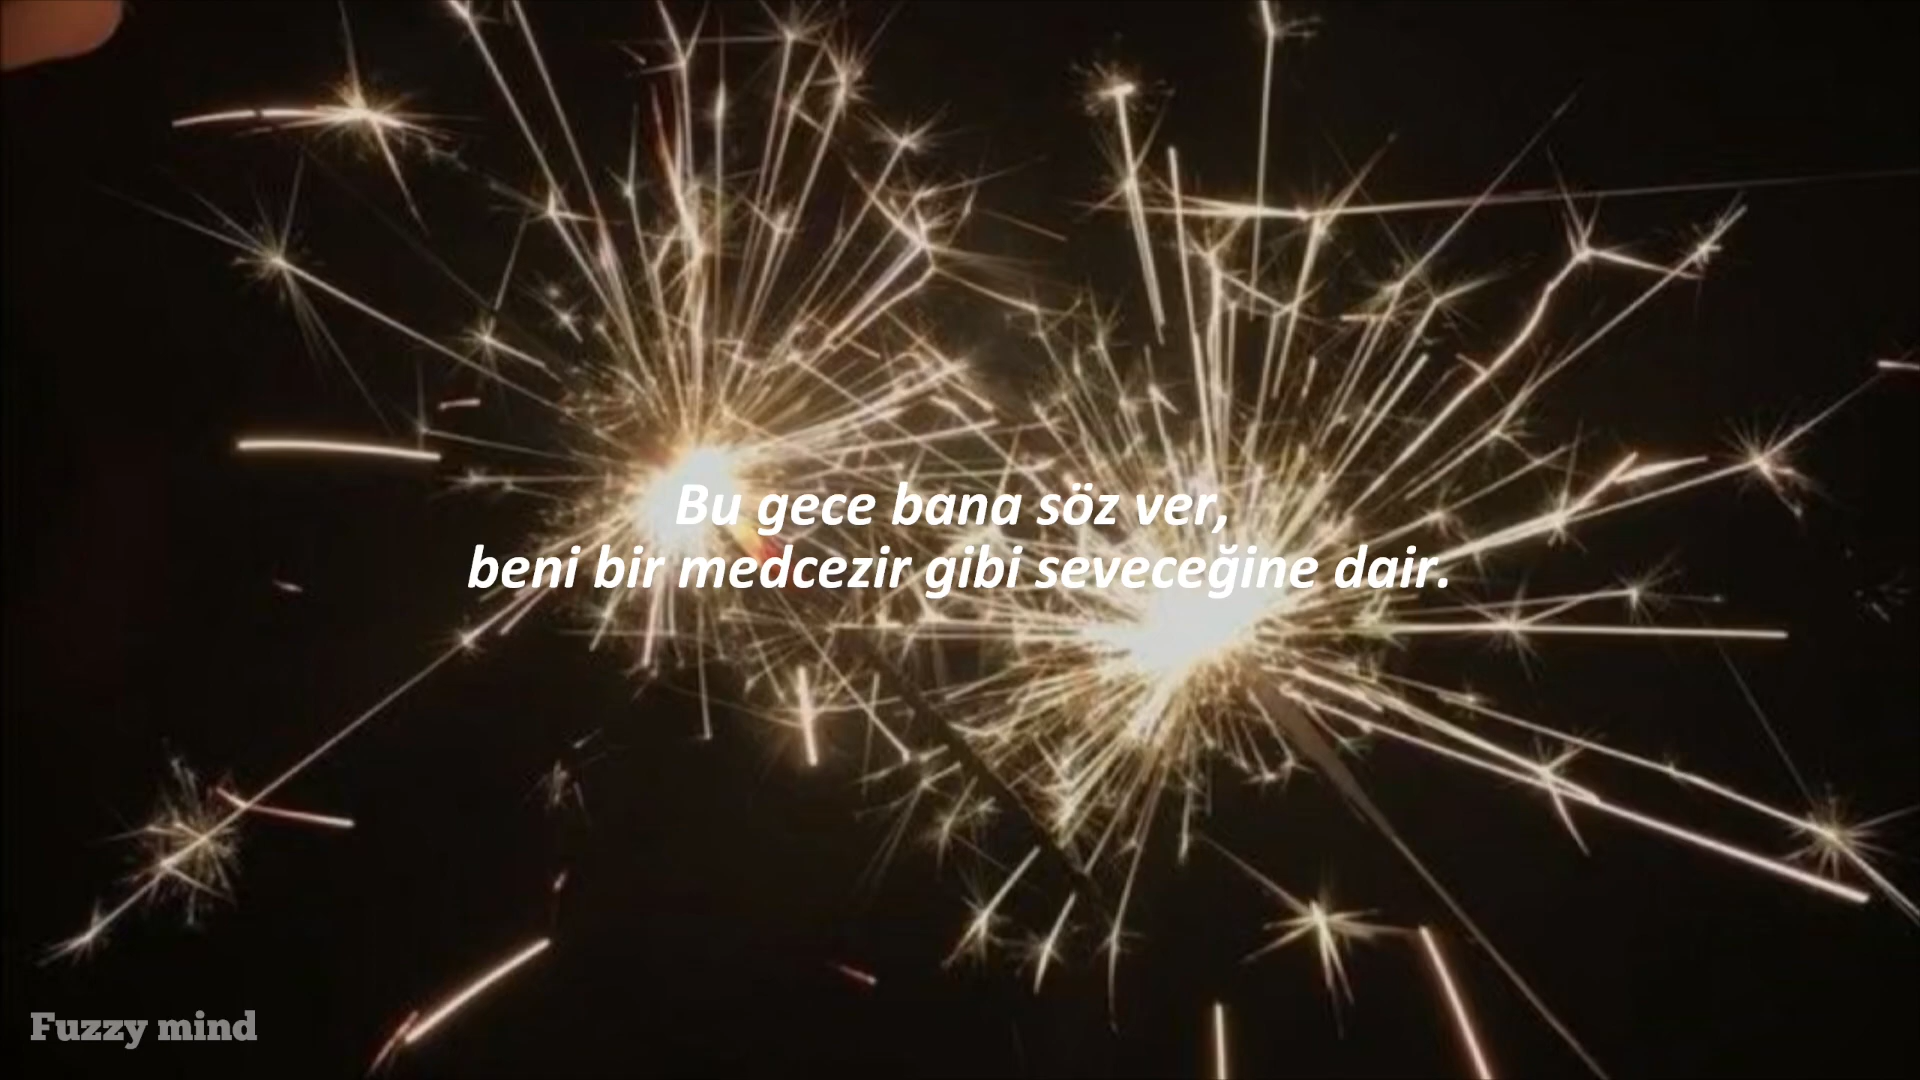 Bu gece bana söz ver,
beni bir medcezir gibi seveceğine dair.
Fuzzy mind